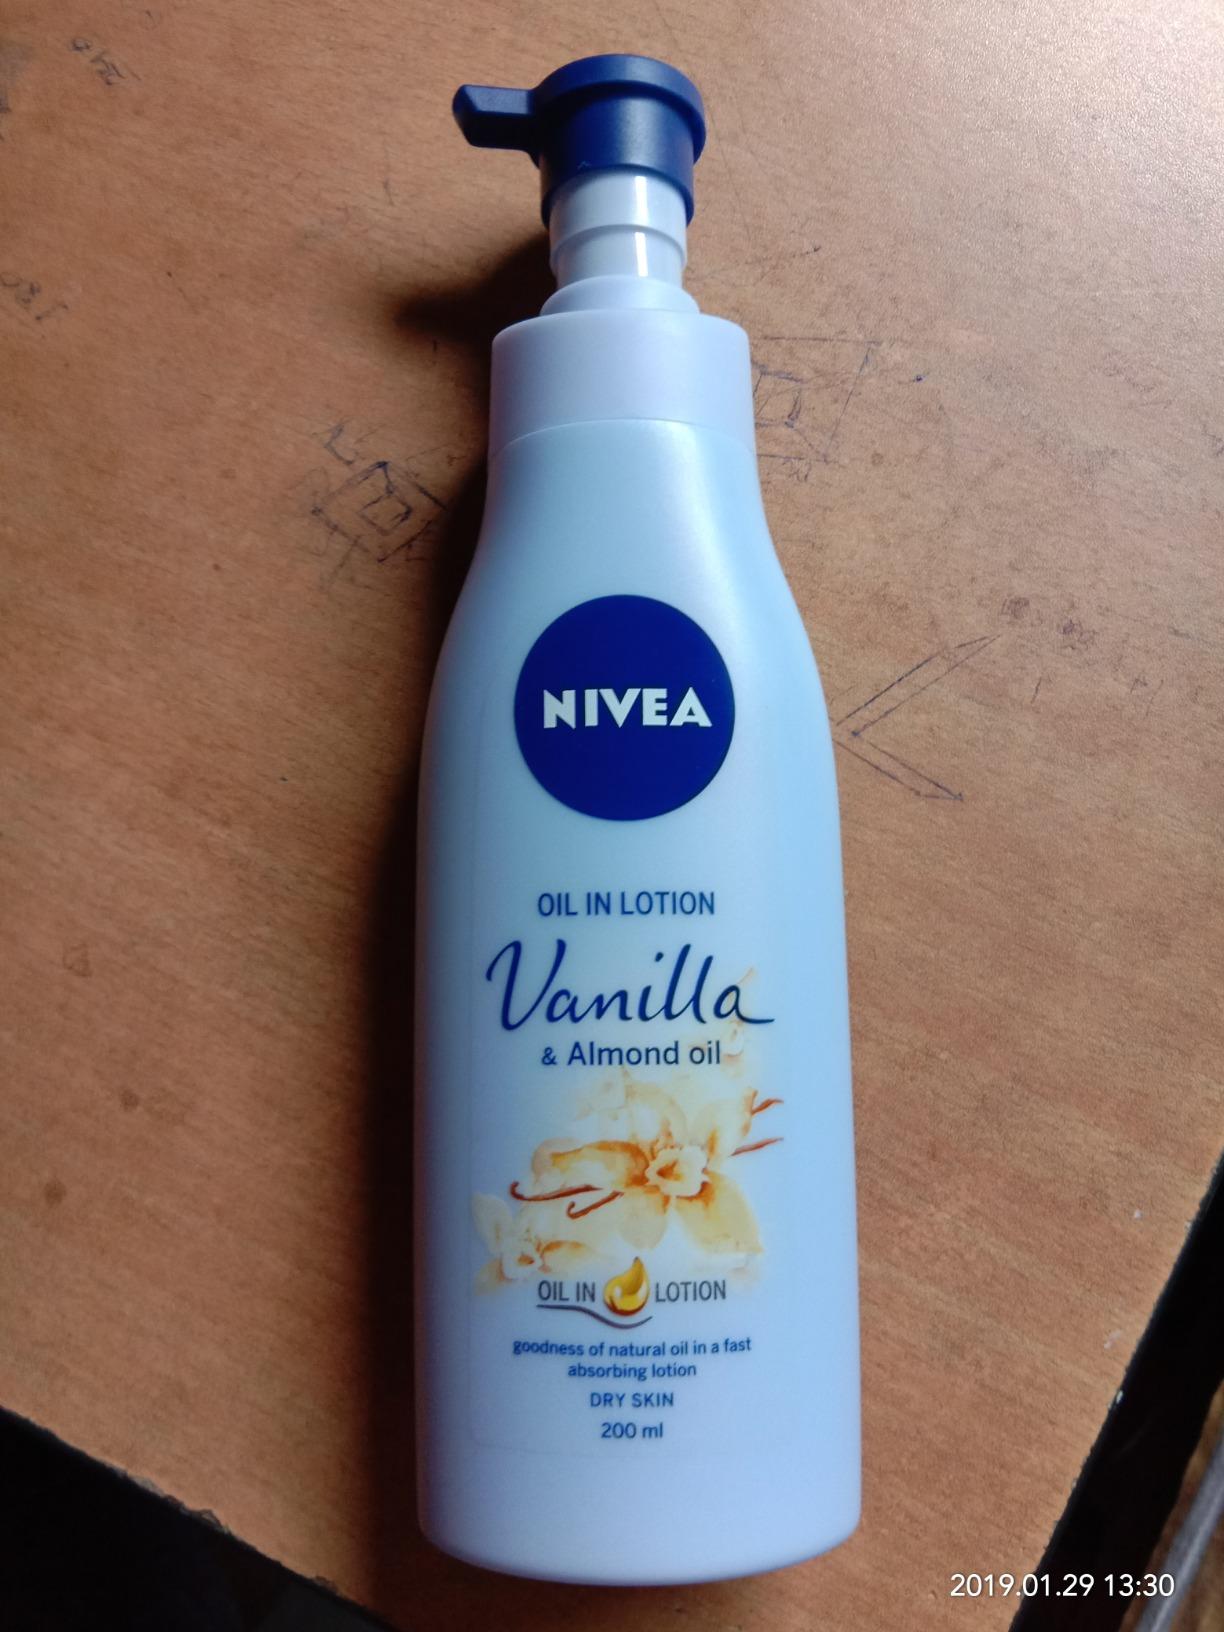 NIVEA
OIL IN LOTION
Vanilla
& Almond oil
OIL IN LOTION
goodness of natural oil in a fast
absorbing lotion
DRY SKIN
200 ml
2019.01.29 13:30